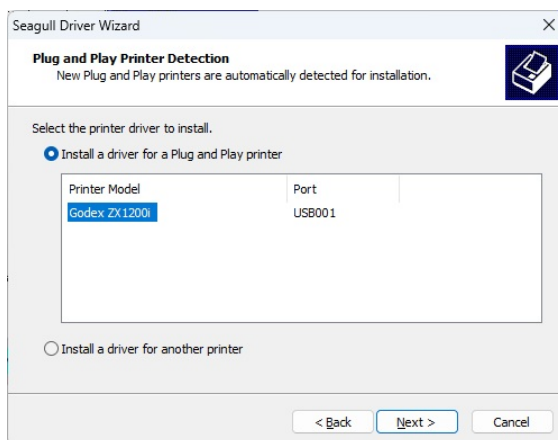 Seagull Driver Wizard
Plug and Play Printer Detection
New Plug and Play printers are automatically detected for installation.
Select the printer driver to install.
Install a driver for a Plug and Play printer
Printer Model Port
Godex ZX1200i USB001
Install a driver for another printer
< Back Next > Cancel